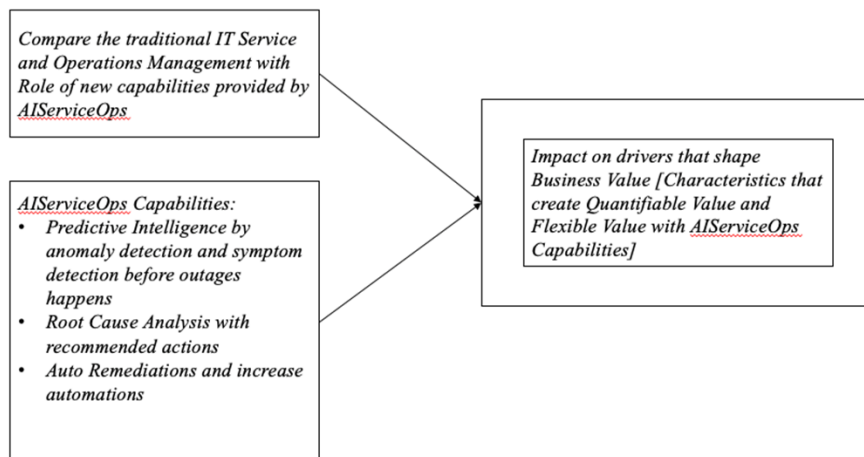 Compare the traditional IT Service
and Operations Management with
Role of new capabilities provided by
AIServiceOps
AIServiceOps Capabilities:
• Predictive Intelligence by
anomaly detection and symptom
detection before outages
happens
• Root Cause Analysis with
recommended actions
• Auto Remediations and increase
automations
Impact on drivers that shape
Business Value [Characteristics that
create Quantifiable Value and
Flexible Value with AIServiceOps
Capabilities]